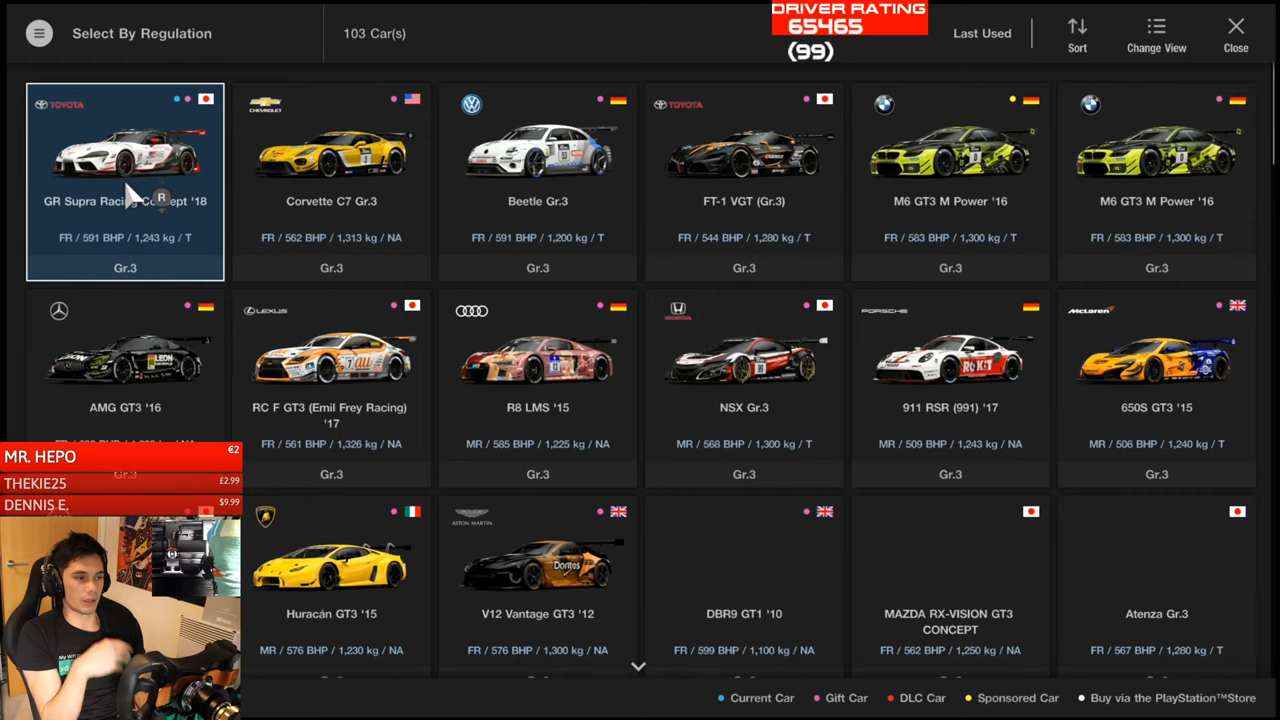 DRIVER RATING
65465
(99)
Select By Regulation
103 Car(s)
Last Used
Sort
Change View
Close
TOYOTA
GR Supra Racing Concept '18
R
FR / 591 BHP / 1,243 kg / T
Gr.3
CHEVROLET
Corvette C7 Gr.3
FR / 562 BHP / 1,313 kg / NA
Gr.3
Beetle Gr.3
FR / 591 BHP / 1,200 kg / T
Gr.3
TOYOTA
FT-1 VGT (Gr.3)
FR / 544 BHP / 1,280 kg / T
Gr.3
M6 GT3 M Power '16
FR / 583 BHP / 1,300 kg / T
Gr.3
M6 GT3 M Power '16
FR / 583 BHP / 1,300 kg / T
Gr.3
LEON
AMG GT3 '16
Gr.3
LEXUS
au
RC F GT3 (Emil Frey Racing)
'17
FR / 561 BHP / 1,326 kg / NA
Gr.3
R8 LMS '15
MR / 585 BHP / 1,225 kg / NA
Gr.3
HONDA
NSX Gr.3
MR / 568 BHP / 1,300 kg / T
Gr.3
PORSCHE
ROKiT
911 RSR (991) '17
MR / 509 BHP / 1,243 kg / NA
Gr.3
McLaren
650S GT3 '15
MR / 506 BHP / 1,240 kg / T
Gr.3
MR. HEPO
€2
THEKIE25
£2.99
DENNIS E.
$9.99
Huracán GT3 '15
MR / 576 BHP / 1,230 kg / NA
ASTON MARTIN
Doritos
V12 Vantage GT3 '12
FR / 576 BHP / 1,300 kg / NA
DBR9 GT1 '10
FR / 599 BHP / 1,100 kg / NA
MAZDA RX-VISION GT3
CONCEPT
FR / 562 BHP / 1,250 kg / NA
Atenza Gr.3
FR / 567 BHP / 1,280 kg / T
Current Car
Gift Car
DLC Car
Sponsored Car
Buy via the PlayStation™Store